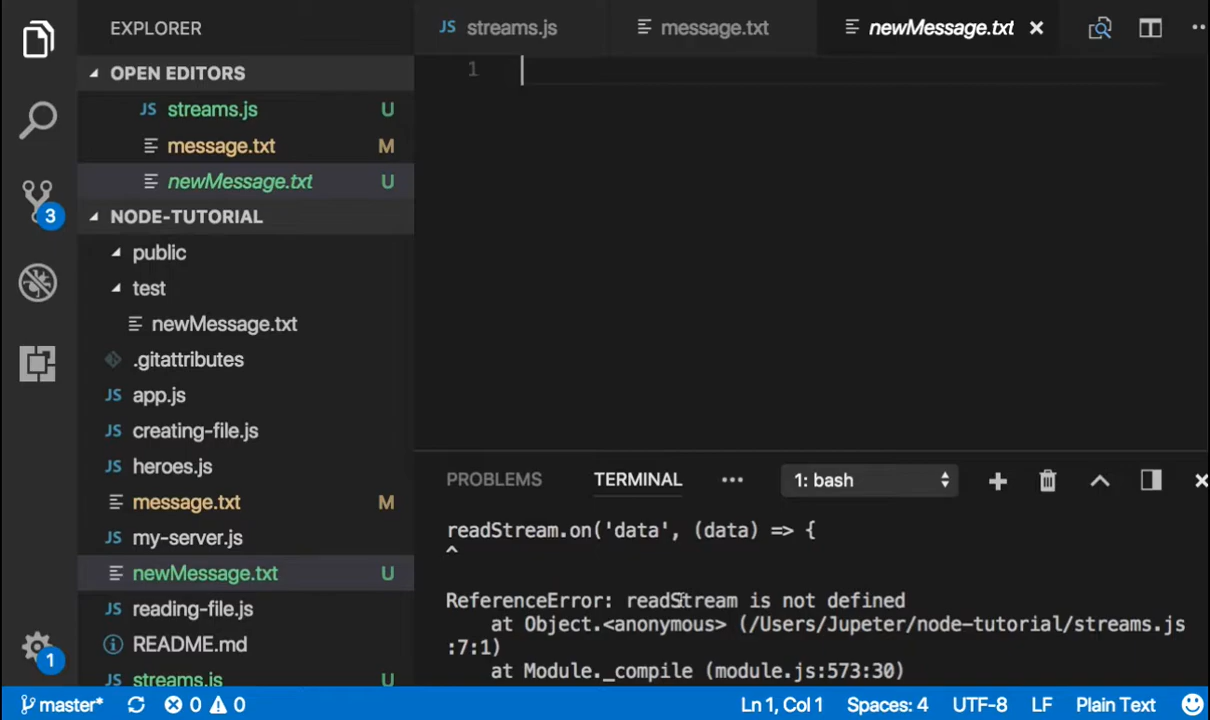 EXPLORER
OPEN EDITORS
JS streams.js U
message.txt M
newMessage.txt U
NODE-TUTORIAL
public
test
newMessage.txt
.gitattributes
JS app.js
JS creating-file.js
JS heroes.js
message.txt M
JS my-server.js
newMessage.txt U
JS reading-file.js
README.md
JS streams.js U
3
1
JS streams.js message.txt newMessage.txt
1
PROBLEMS TERMINAL ... 1: bash
readStream.on('data', (data) => {
^
ReferenceError: readStream is not defined
at Object.<anonymous> (/Users/Jupeter/node-tutorial/streams.js
:7:1)
at Module._compile (module.js:573:30)
master* 0 0 Ln 1, Col 1 Spaces: 4 UTF-8 LF Plain Text